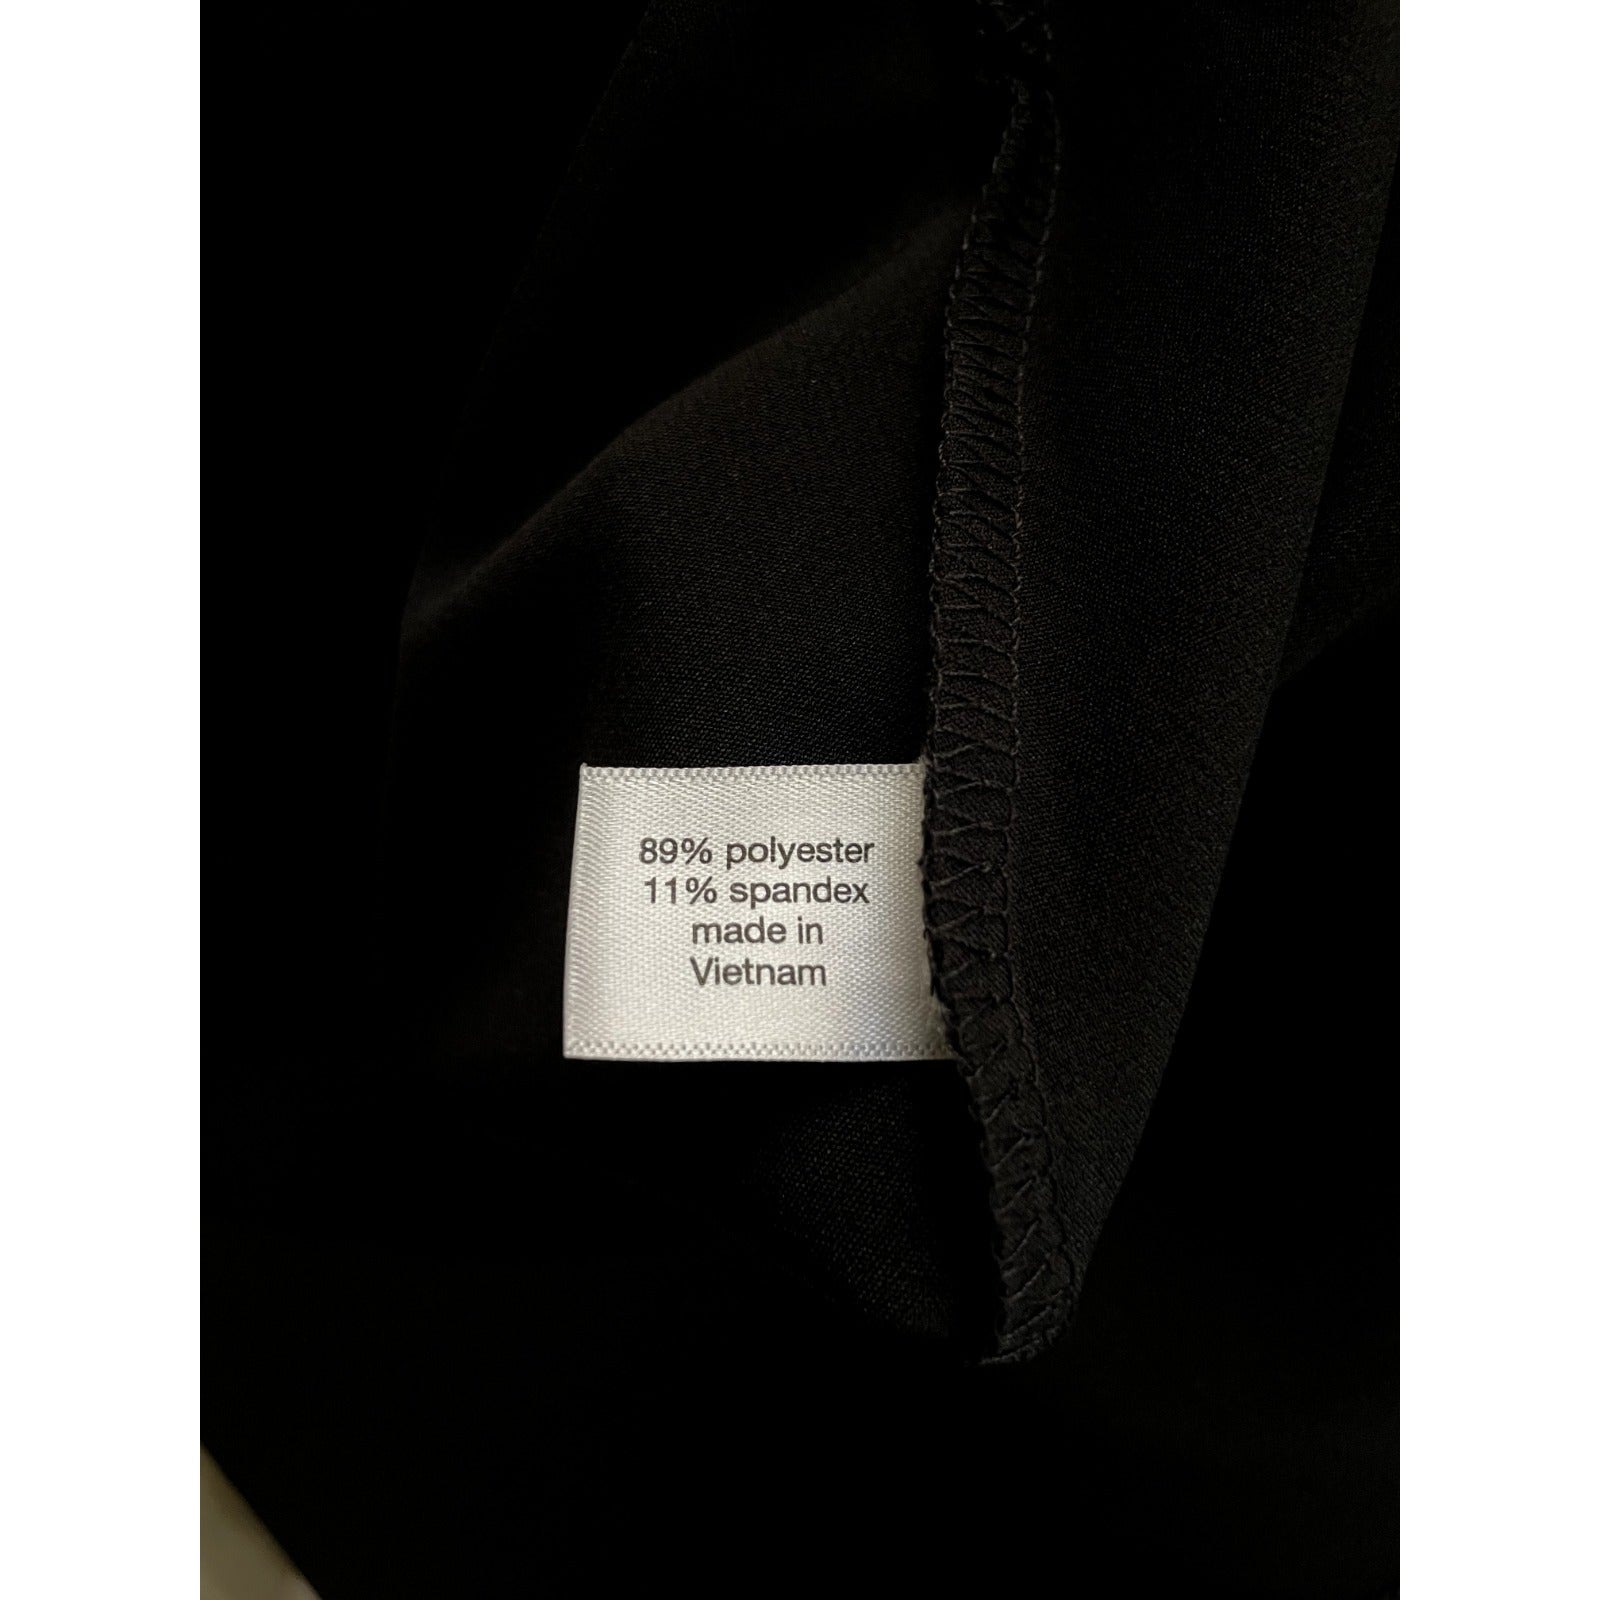 89% polyester
11% spandex
made in
Vietnam